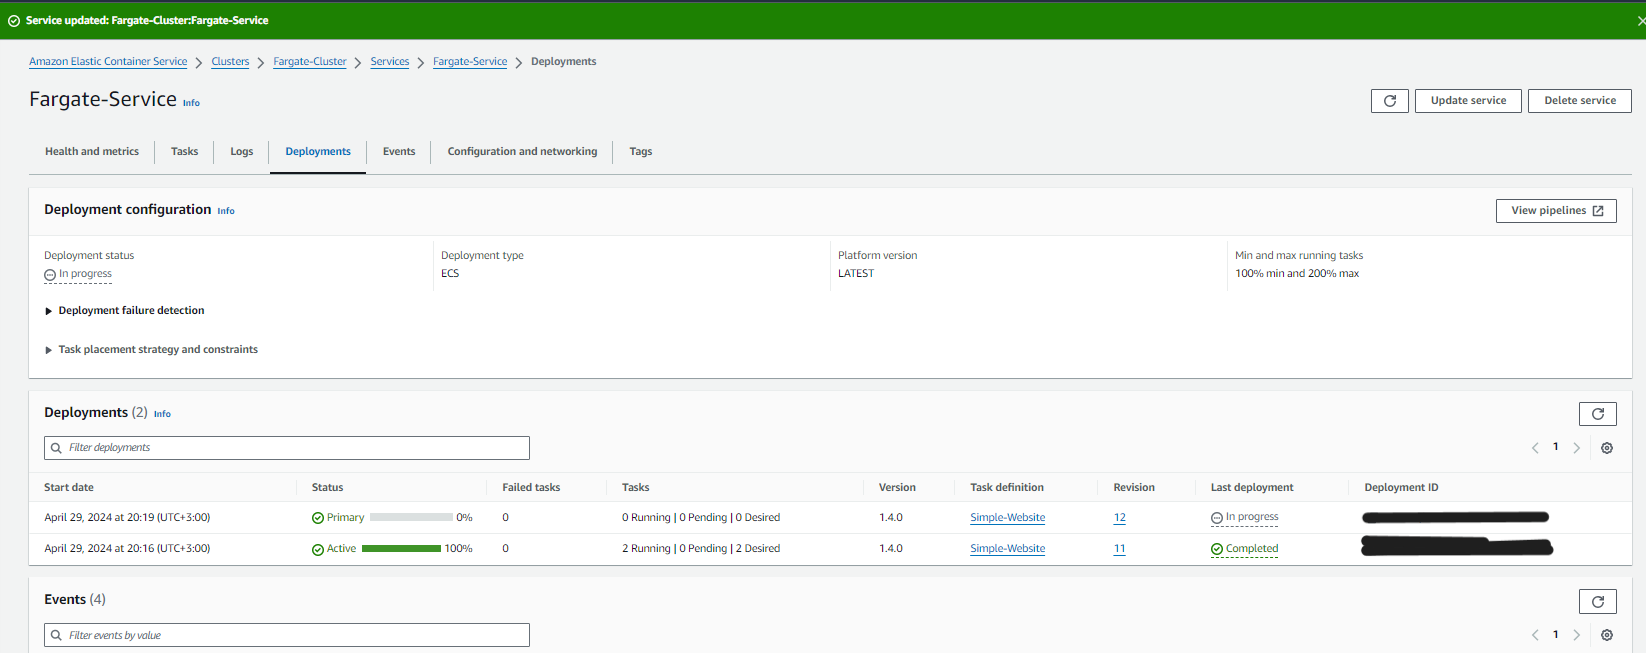 Service updated: Fargate-Cluster:Fargate-Service
Amazon Elastic Container Service > Clusters > Fargate-Cluster > Services > Fargate-Service > Deployments
Fargate-Service Info
Update service Delete service
Health and metrics Tasks Logs Deployments Events Configuration and networking Tags
Deployment configuration Info
View pipelines
Deployment status Deployment type Platform version Min and max running tasks
In progress ECS LATEST 100% min and 200% max
Deployment failure detection
Task placement strategy and constraints
Deployments (2) Info
Filter deployments
1
Start date Status Failed tasks Tasks Version Task definition Revision Last deployment Deployment ID
April 29, 2024 at 20:19 (UTC+3:00) Primary 0% 0 0 Running | 0 Pending | 0 Desired 1.4.0 Simple-Website 12 In progress
April 29, 2024 at 20:16 (UTC+3:00) Active 100% 0 2 Running | 0 Pending | 2 Desired 1.4.0 Simple-Website 11 Completed
Events (4)
Filter events by value
1